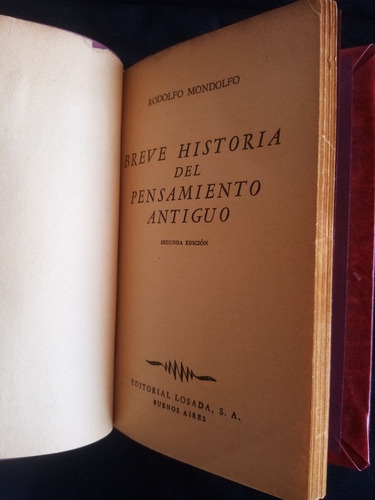 RODOLFO MONDOLFO
BREVE HISTORIA
DEL
PENSAMIENTO
ANTIGUO
SEGUNDA EDICIÓN
EDITORIAL LOSADA, S. A.
BUENOS AIRES